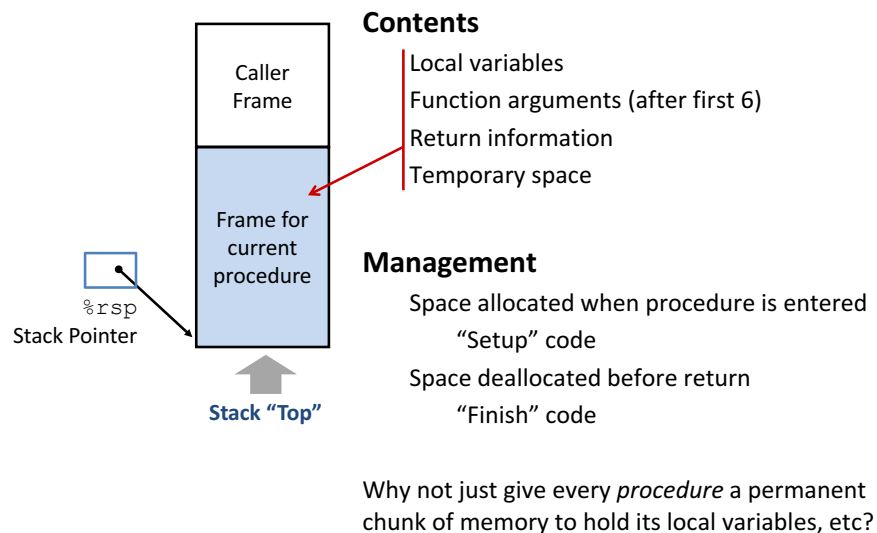 Contents
Caller
Frame
Local variables
Function arguments (after first 6)
Return information
Temporary space
Frame for
current
procedure
%rsp
Stack Pointer
Stack “Top”
Management
Space allocated when procedure is entered
“Setup” code
Space deallocated before return
“Finish” code
Why not just give every procedure a permanent
chunk of memory to hold its local variables, etc?